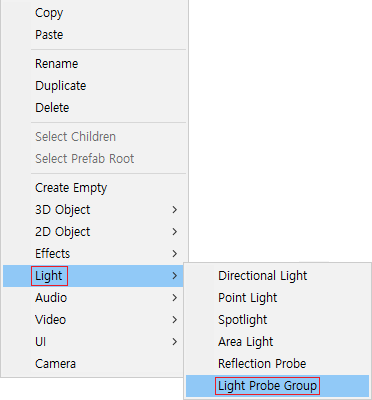 Copy
Paste
Rename
Duplicate
Delete
Select Children
Select Prefab Root
Create Empty
3D Object
2D Object
Effects
Light
Audio
Video
UI
Camera
Directional Light
Point Light
Spotlight
Area Light
Reflection Probe
Light Probe Group